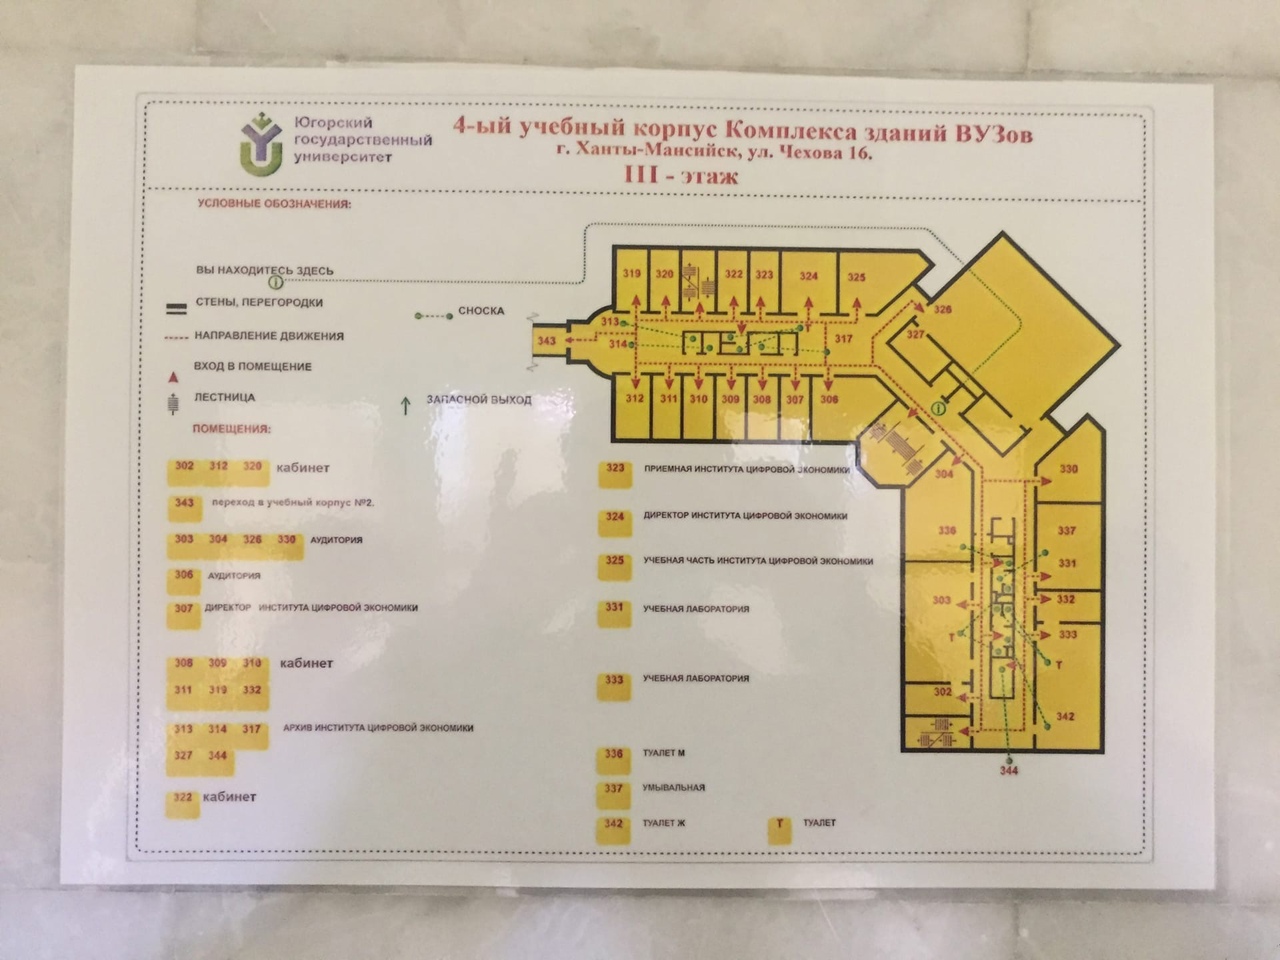 Югорский
государственный
университет
4-ый учебный корпус Комплекса зданий ВУЗов
г. Ханты-Мансийск, ул. Чехова 16.
III - этаж
УСЛОВНЫЕ ОБОЗНАЧЕНИЯ:
ВЫ НАХОДИТЕСЬ ЗДЕСЬ
i
СТЕНЫ, ПЕРЕГОРОДКИ
СНОСКА
НАПРАВЛЕНИЕ ДВИЖЕНИЯ
ВХОД В ПОМЕЩЕНИЕ
ЛЕСТНИЦА
ЗАПАСНОЙ ВЫХОД
ПОМЕЩЕНИЯ:
302 312 320 кабинет
343 переход в учебный корпус №2.
303 304 326 330 АУДИТОРИЯ
306 АУДИТОРИЯ
307 ДИРЕКТОР ИНСТИТУТА ЦИФРОВОЙ ЭКОНОМИКИ
308 309 310 кабинет
311 319 332
313 314 317 АРХИВ ИНСТИТУТА ЦИФРОВОЙ ЭКОНОМИКИ
327 344
322 кабинет
323 ПРИЕМНАЯ ИНСТИТУТА ЦИФРОВОЙ ЭКОНОМИКИ
324 ДИРЕКТОР ИНСТИТУТА ЦИФРОВОЙ ЭКОНОМИКИ
325 УЧЕБНАЯ ЧАСТЬ ИНСТИТУТА ЦИФРОВОЙ ЭКОНОМИКИ
331 УЧЕБНАЯ ЛАБОРАТОРИЯ
333 УЧЕБНАЯ ЛАБОРАТОРИЯ
336 ТУАЛЕТ М
337 УМЫВАЛЬНАЯ
342 ТУАЛЕТ Ж
Т ТУАЛЕТ
319 320 322 323 324 325
326
313 Т
327
343 314 317
312 311 310 309 308 307 306
i
304 330
336 337
331
303 332
Т 333
Т
302
342
344